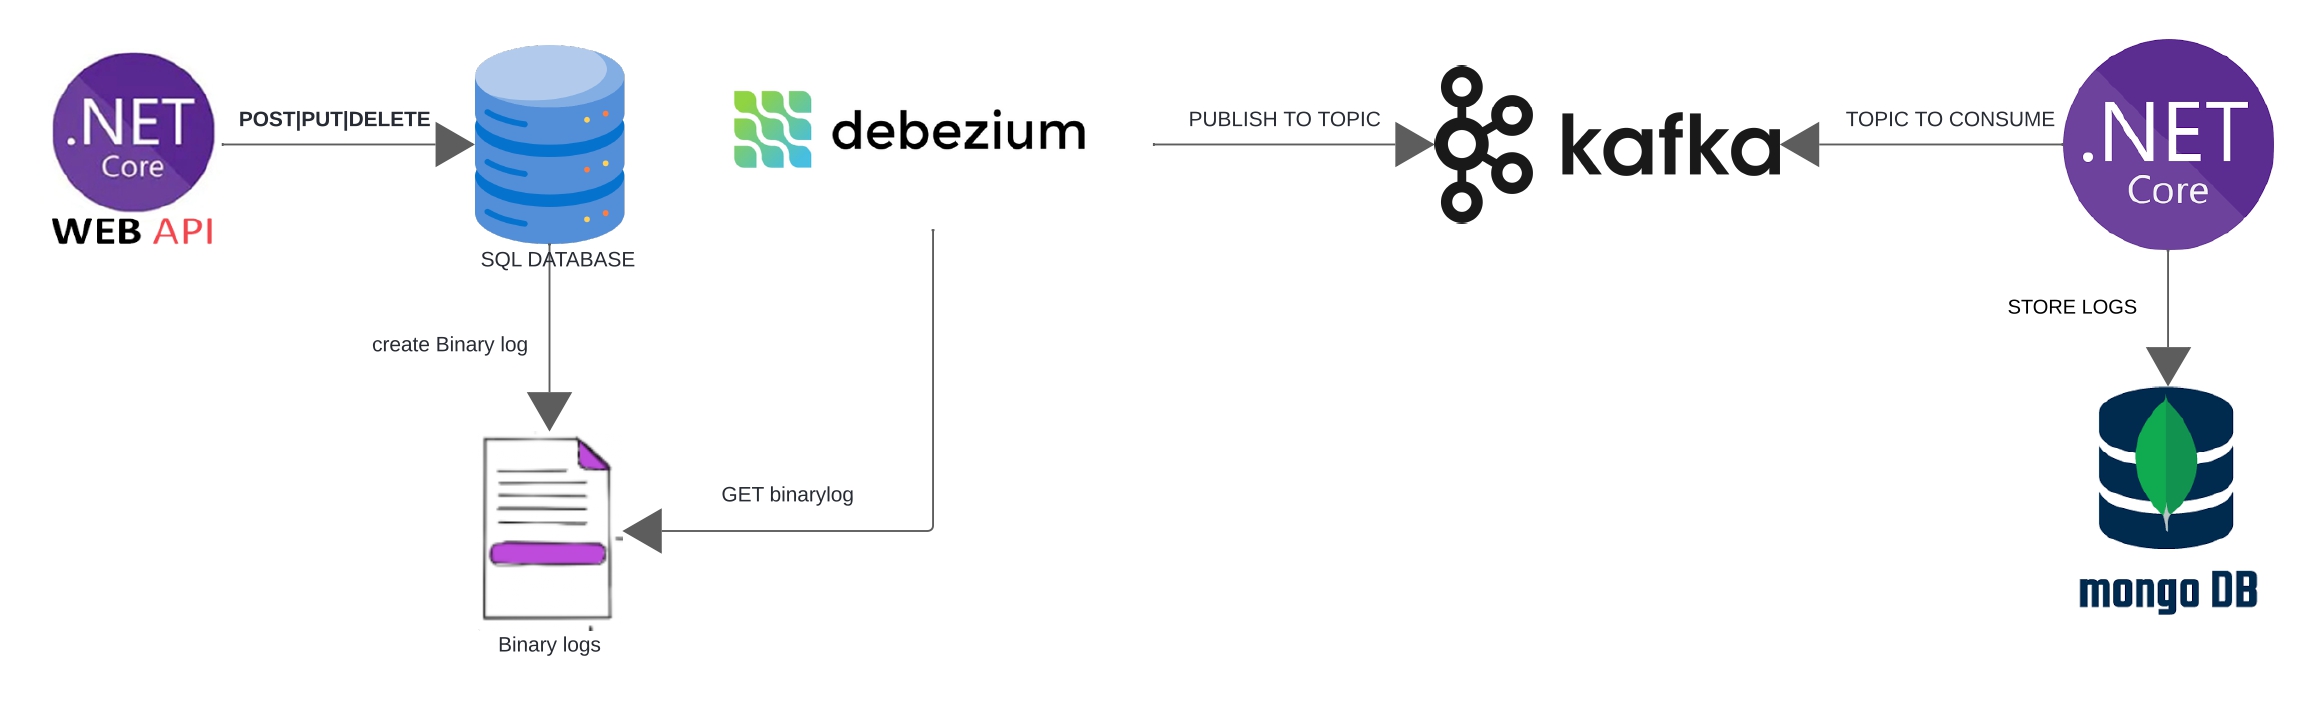 .NET
Core
WEB API
POST|PUT|DELETE
SQL DATABASE
debezium
PUBLISH TO TOPIC
kafka
TOPIC TO CONSUME
.NET
Core
create Binary log
STORE LOGS
GET binarylog
Binary logs
mongo DB